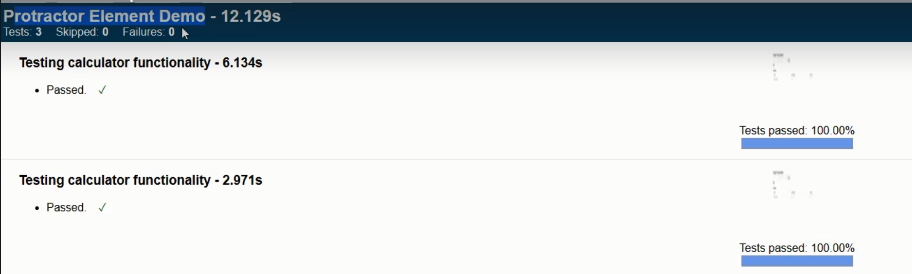 Protractor Element Demo - 12.129s
Tests: 3 Skipped: 0 Failures: 0
Testing calculator functionality - 6.134s
• Passed. ✓
Tests passed: 100.00%
Testing calculator functionality - 2.971s
• Passed. ✓
Tests passed: 100.00%